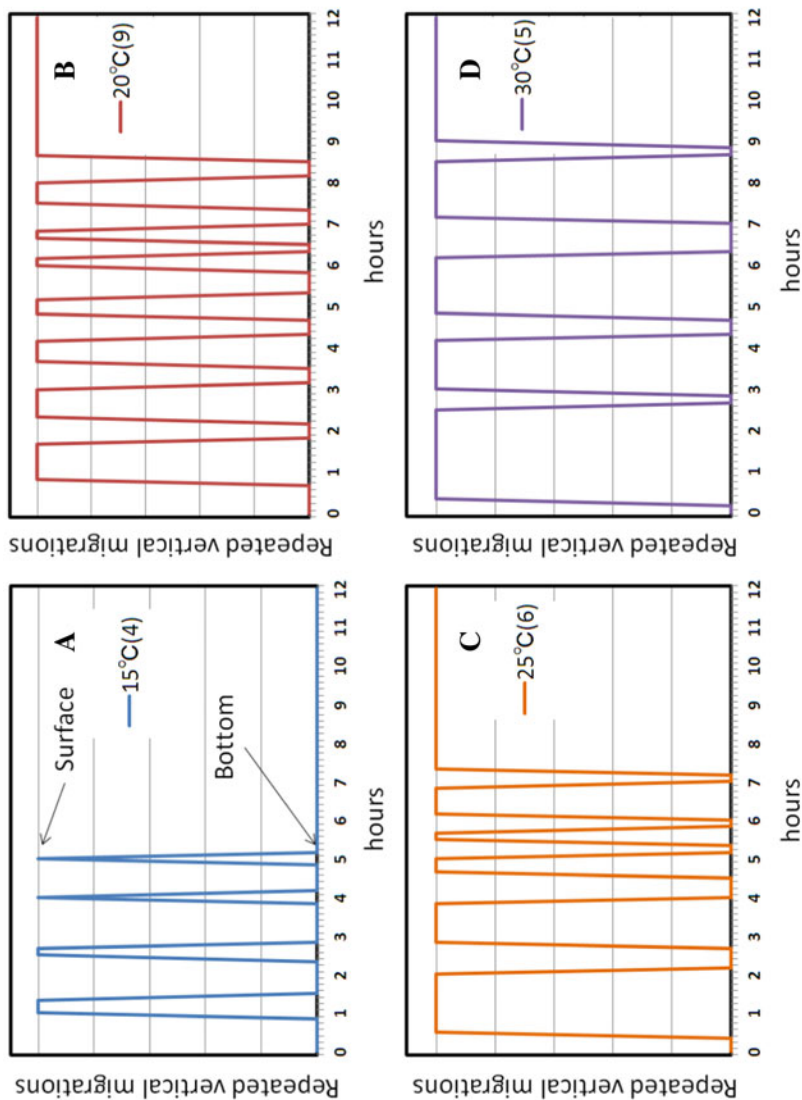 Repeated vertical migrations
Surface
A
15°C(4)
Bottom
0 1 2 3 4 5 6 7 8 9 10 11 12
hours
Repeated vertical migrations
B
20°C(9)
0 1 2 3 4 5 6 7 8 9 10 11 12
hours
Repeated vertical migrations
C
25°C(6)
0 1 2 3 4 5 6 7 8 9 10 11 12
Repeated vertical migrations
D
30°C(5)
0 1 2 3 4 5 6 7 8 9 10 11 12